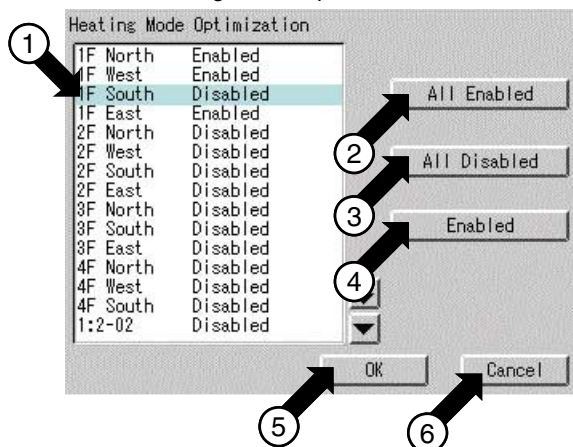 Heating Mode Optimization
1
1F North Enabled
1F West Enabled
1F South Disabled
1F East Enabled
2F North Disabled
2F West Disabled
2F South Disabled
2F East Disabled
3F North Disabled
3F South Disabled
3F East Disabled
4F North Disabled
4F West Disabled
4F South Disabled
1:2-02 Disabled
All Enabled
2
All Disabled
3
Enabled
4
OK
Cancel
5
6